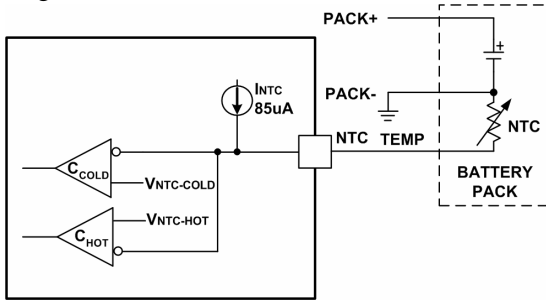 PACK+
PACK-
INTC
85uA
NTC TEMP
NTC
BATTERY
PACK
CCOLD
VNTC-COLD
VNTC-HOT
CHOT
+